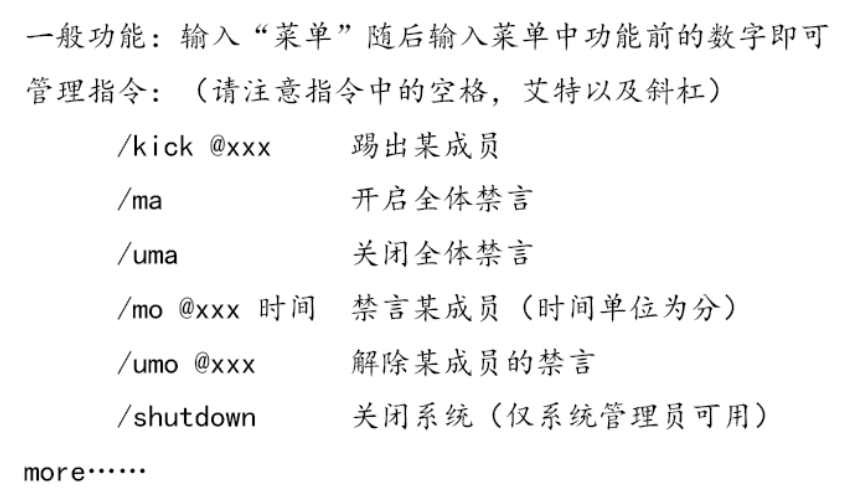 一般功能：输入“菜单”随后输入菜单中功能前的数字即可
管理指令：（请注意指令中的空格，艾特以及斜杠）
/kick @xxx 踢出某成员
/ma 开启全体禁言
/uma 关闭全体禁言
/mo @xxx 时间 禁言某成员（时间单位为分）
/umo @xxx 解除某成员的禁言
/shutdown 关闭系统（仅系统管理员可用）
more……